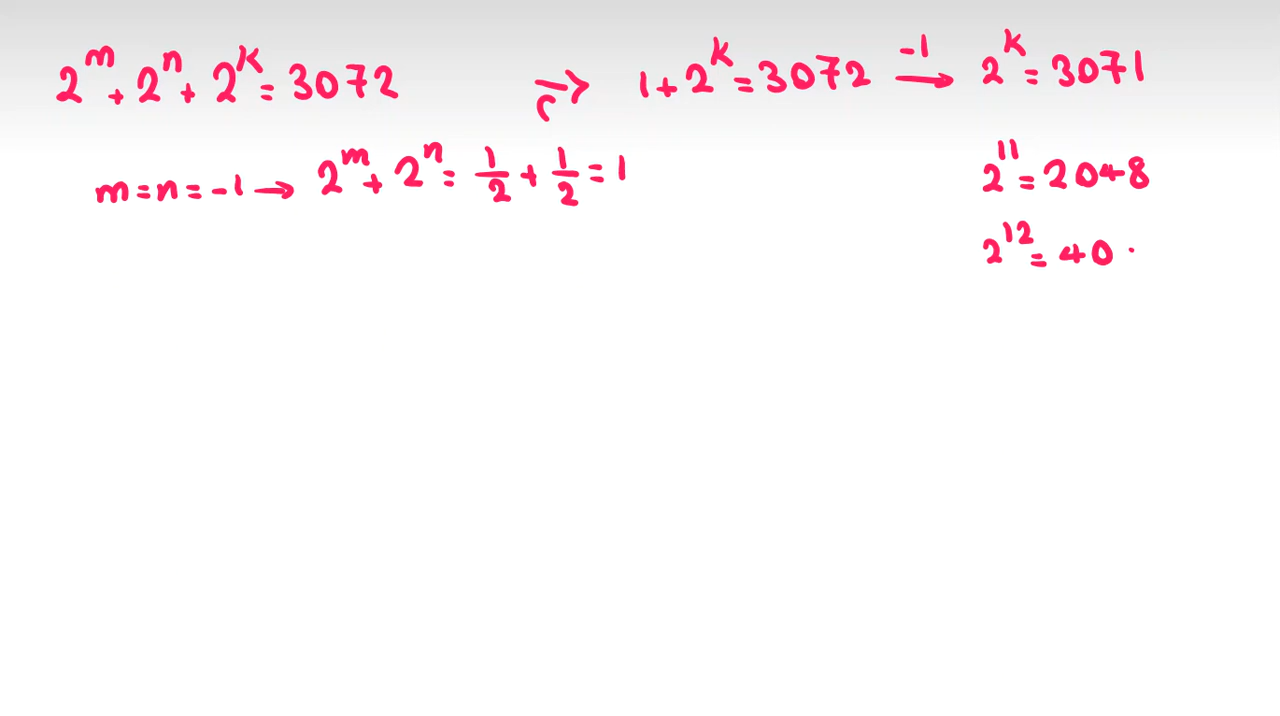 2^m + 2^n + 2^k = 3072 → 1 + 2^k = 3072 -1→ 2^k = 3071
m = n = -1 → 2^m + 2^n = 1/2 + 1/2 = 1
2^11 = 2048
2^12 = 40